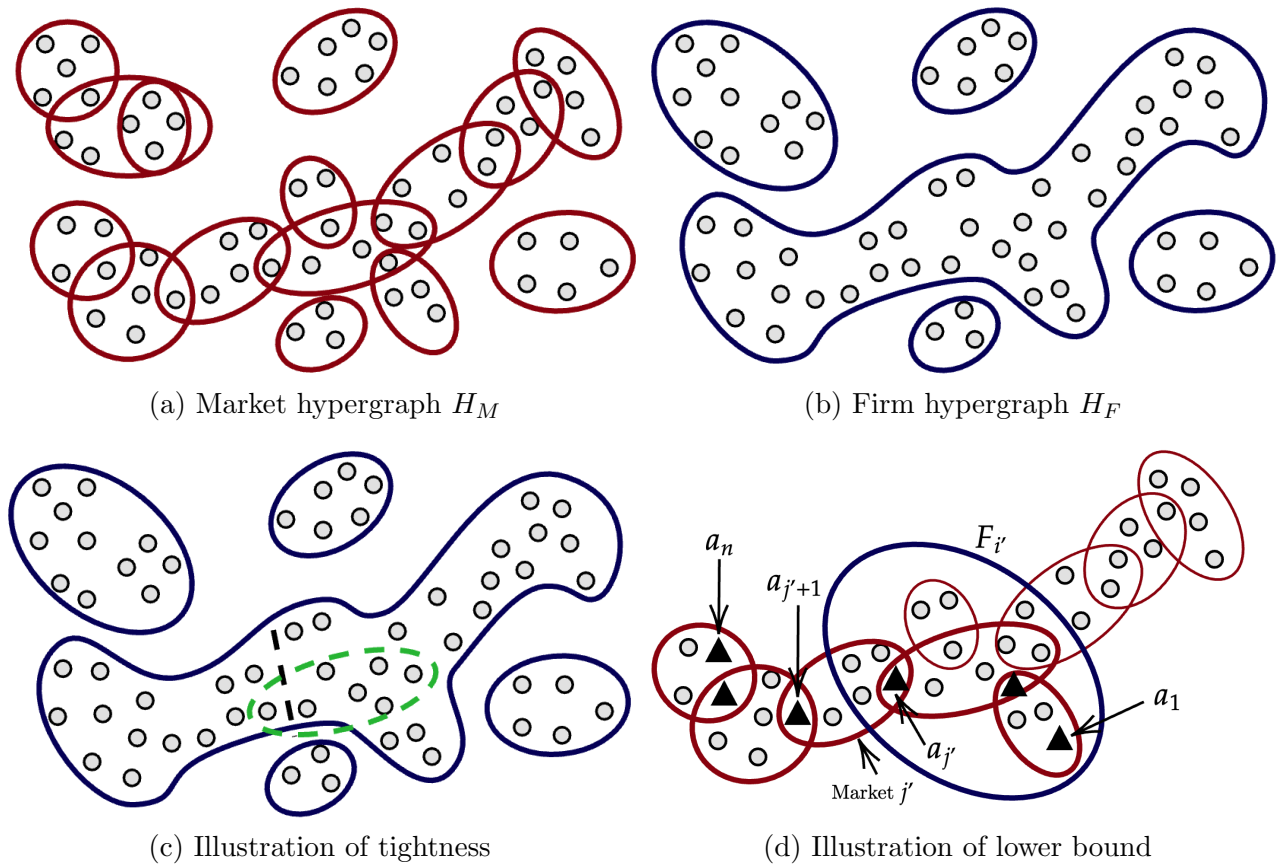 (a) Market hypergraph H_M
(b) Firm hypergraph H_F
F_{i'}
a_n
a_{j'+1}
a_1
a_{j'}
Market j'
(c) Illustration of tightness
(d) Illustration of lower bound